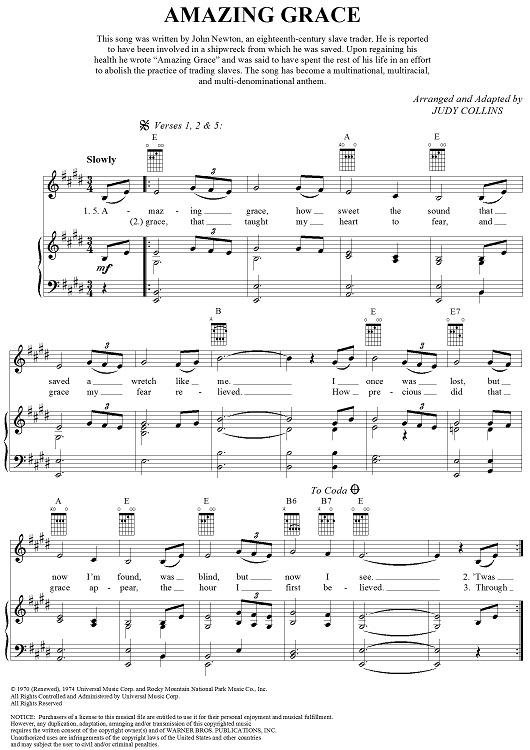 AMAZING GRACE
This song was written by John Newton, an eighteenth-century slave trader. He is reported
to have been involved in a shipwreck from which he was saved. Upon regaining his
health he wrote "Amazing Grace" and was said to have spent the rest of his life in an effort
to abolish the practice of trading slaves. The song has become a multinational, multiracial,
and multi-denominational anthem.
Arranged and Adapted by
JUDY COLLINS
Verses 1, 2 & 5:
E A E
Slowly
3 3 3
1. 5. A - maz - ing grace, how sweet the sound that
(2.) grace, that taught my heart to fear, and
mf
B E E7
saved a wretch like me. I once was lost, but
grace my fear re - lieved. How pre - cious did that
To Coda
A E E B6 B7 E
now I'm found, was blind, but now I see. 2. 'Twas
grace ap - pear, the hour I first be - lieved. 3. Through
© 1970 (Renewed), 1974 Universal Music Corp. and Rocky Mountain National Park Music Co., Inc.
All Rights Controlled and Administered by Universal Music Corp.
All Rights Reserved
NOTICE: Purchasers of a license to this musical file are entitled to use it for their personal enjoyment and musical fulfillment.
However, any duplication, adaptation, arranging and/or transmission of this copyrighted music
requires the written consent of the copyright owner(s) and of WARNER BROS. PUBLICATIONS, INC.
Unauthorized uses are infringements of the copyright laws of the United States and other countries
and may subject the user to civil and/or criminal penalties.